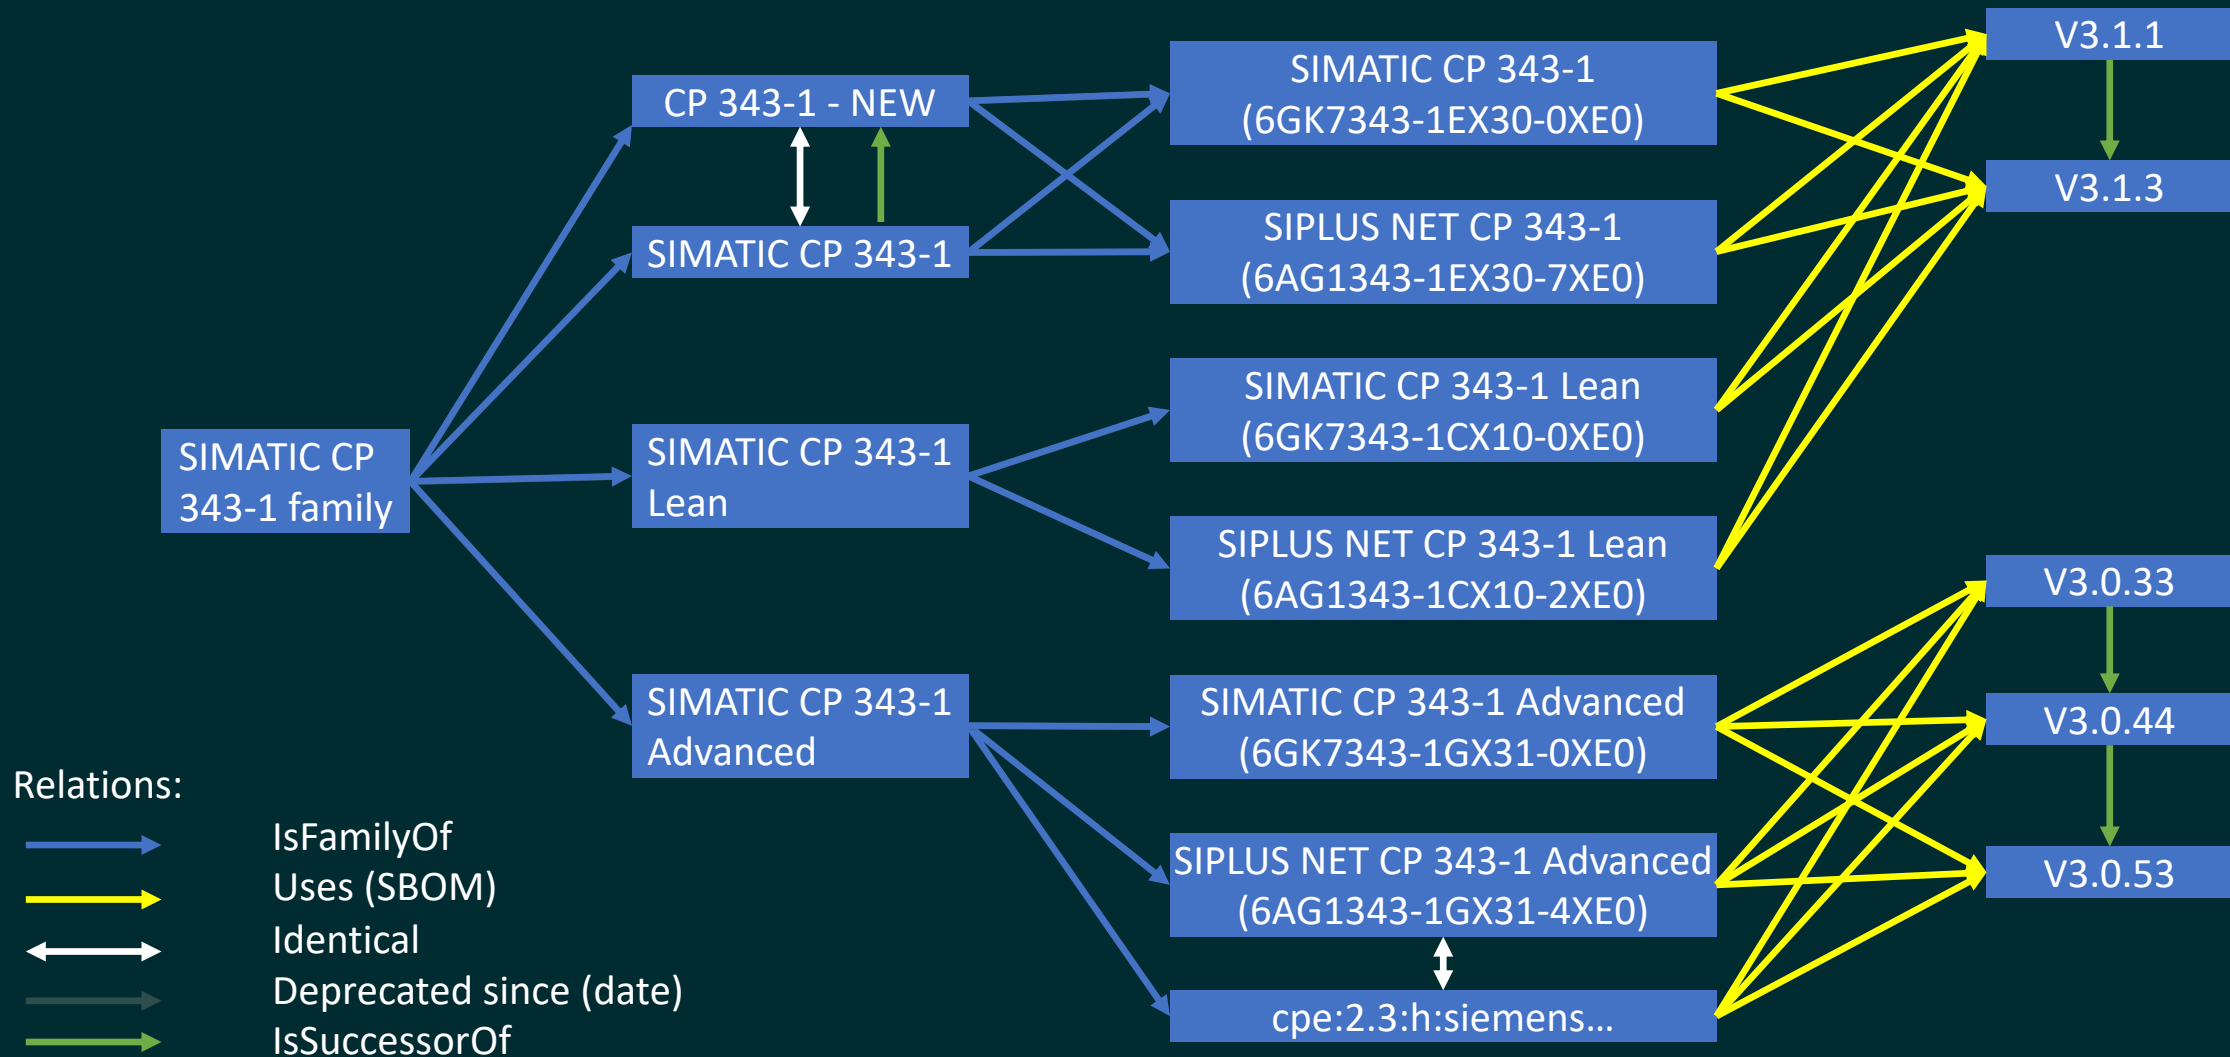 CP 343-1 - NEW
SIMATIC CP 343-1
SIMATIC CP
343-1 family
SIMATIC CP 343-1
Lean
SIMATIC CP 343-1
Advanced
SIMATIC CP 343-1
(6GK7343-1EX30-0XE0)
SIPLUS NET CP 343-1
(6AG1343-1EX30-7XE0)
SIMATIC CP 343-1 Lean
(6GK7343-1CX10-0XE0)
SIPLUS NET CP 343-1 Lean
(6AG1343-1CX10-2XE0)
SIMATIC CP 343-1 Advanced
(6GK7343-1GX31-0XE0)
SIPLUS NET CP 343-1 Advanced
(6AG1343-1GX31-4XE0)
cpe:2.3:h:siemens...
V3.1.1
V3.1.3
V3.0.33
V3.0.44
V3.0.53
Relations:
IsFamilyOf
Uses (SBOM)
Identical
Deprecated since (date)
IsSuccessorOf